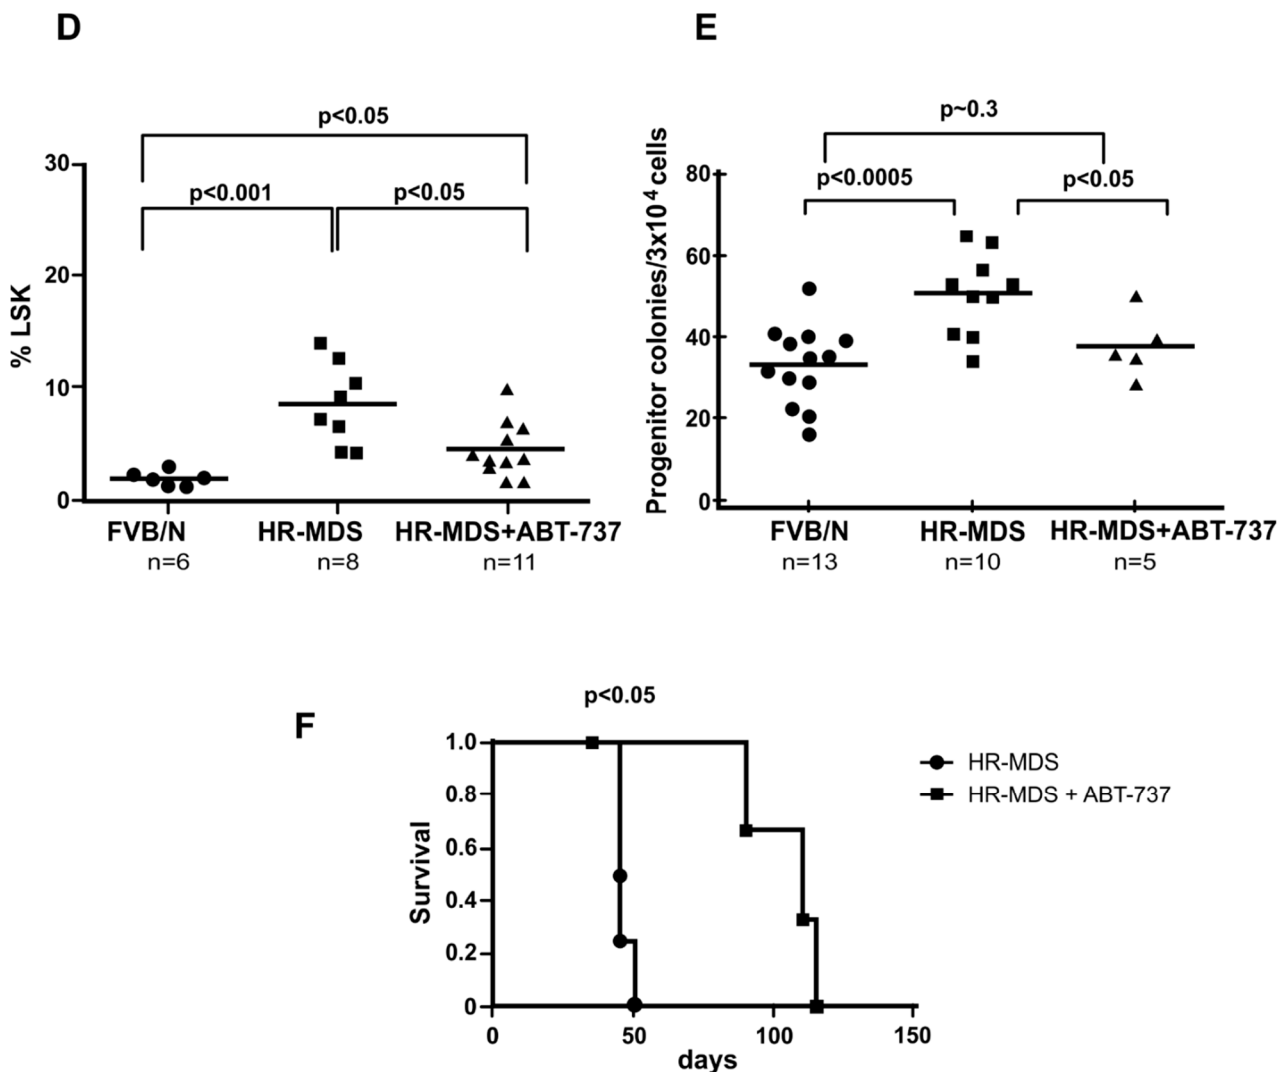 D
p<0.05
p<0.001
p<0.05
30
20
10
0
% LSK
FVB/N
HR-MDS
HR-MDS+ABT-737
n=6
n=8
n=11
E
p~0.3
p<0.0005
p<0.05
80
60
40
20
0
Progenitor colonies/3x10⁴ cells
FVB/N
HR-MDS
HR-MDS+ABT-737
n=13
n=10
n=5
F
p<0.05
1.0
0.8
0.6
0.4
0.2
0
Survival
0
50
100
150
days
HR-MDS
HR-MDS + ABT-737